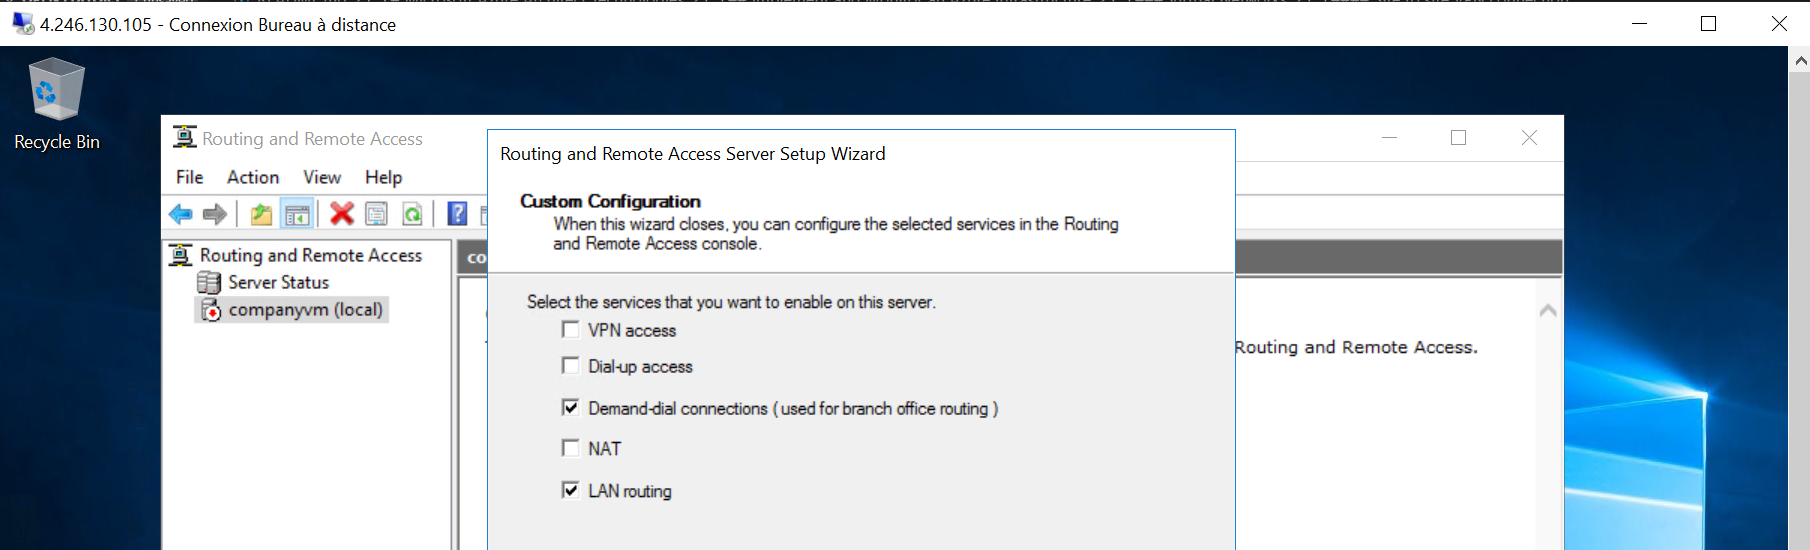 4.246.130.105 - Connexion Bureau à distance
Recycle Bin
Routing and Remote Access
File Action View Help
Routing and Remote Access
Server Status
companyvm (local)
co
Routing and Remote Access Server Setup Wizard
Custom Configuration
When this wizard closes, you can configure the selected services in the Routing
and Remote Access console.
Select the services that you want to enable on this server.
VPN access
Dial-up access
Demand-dial connections ( used for branch office routing )
NAT
LAN routing
Routing and Remote Access.